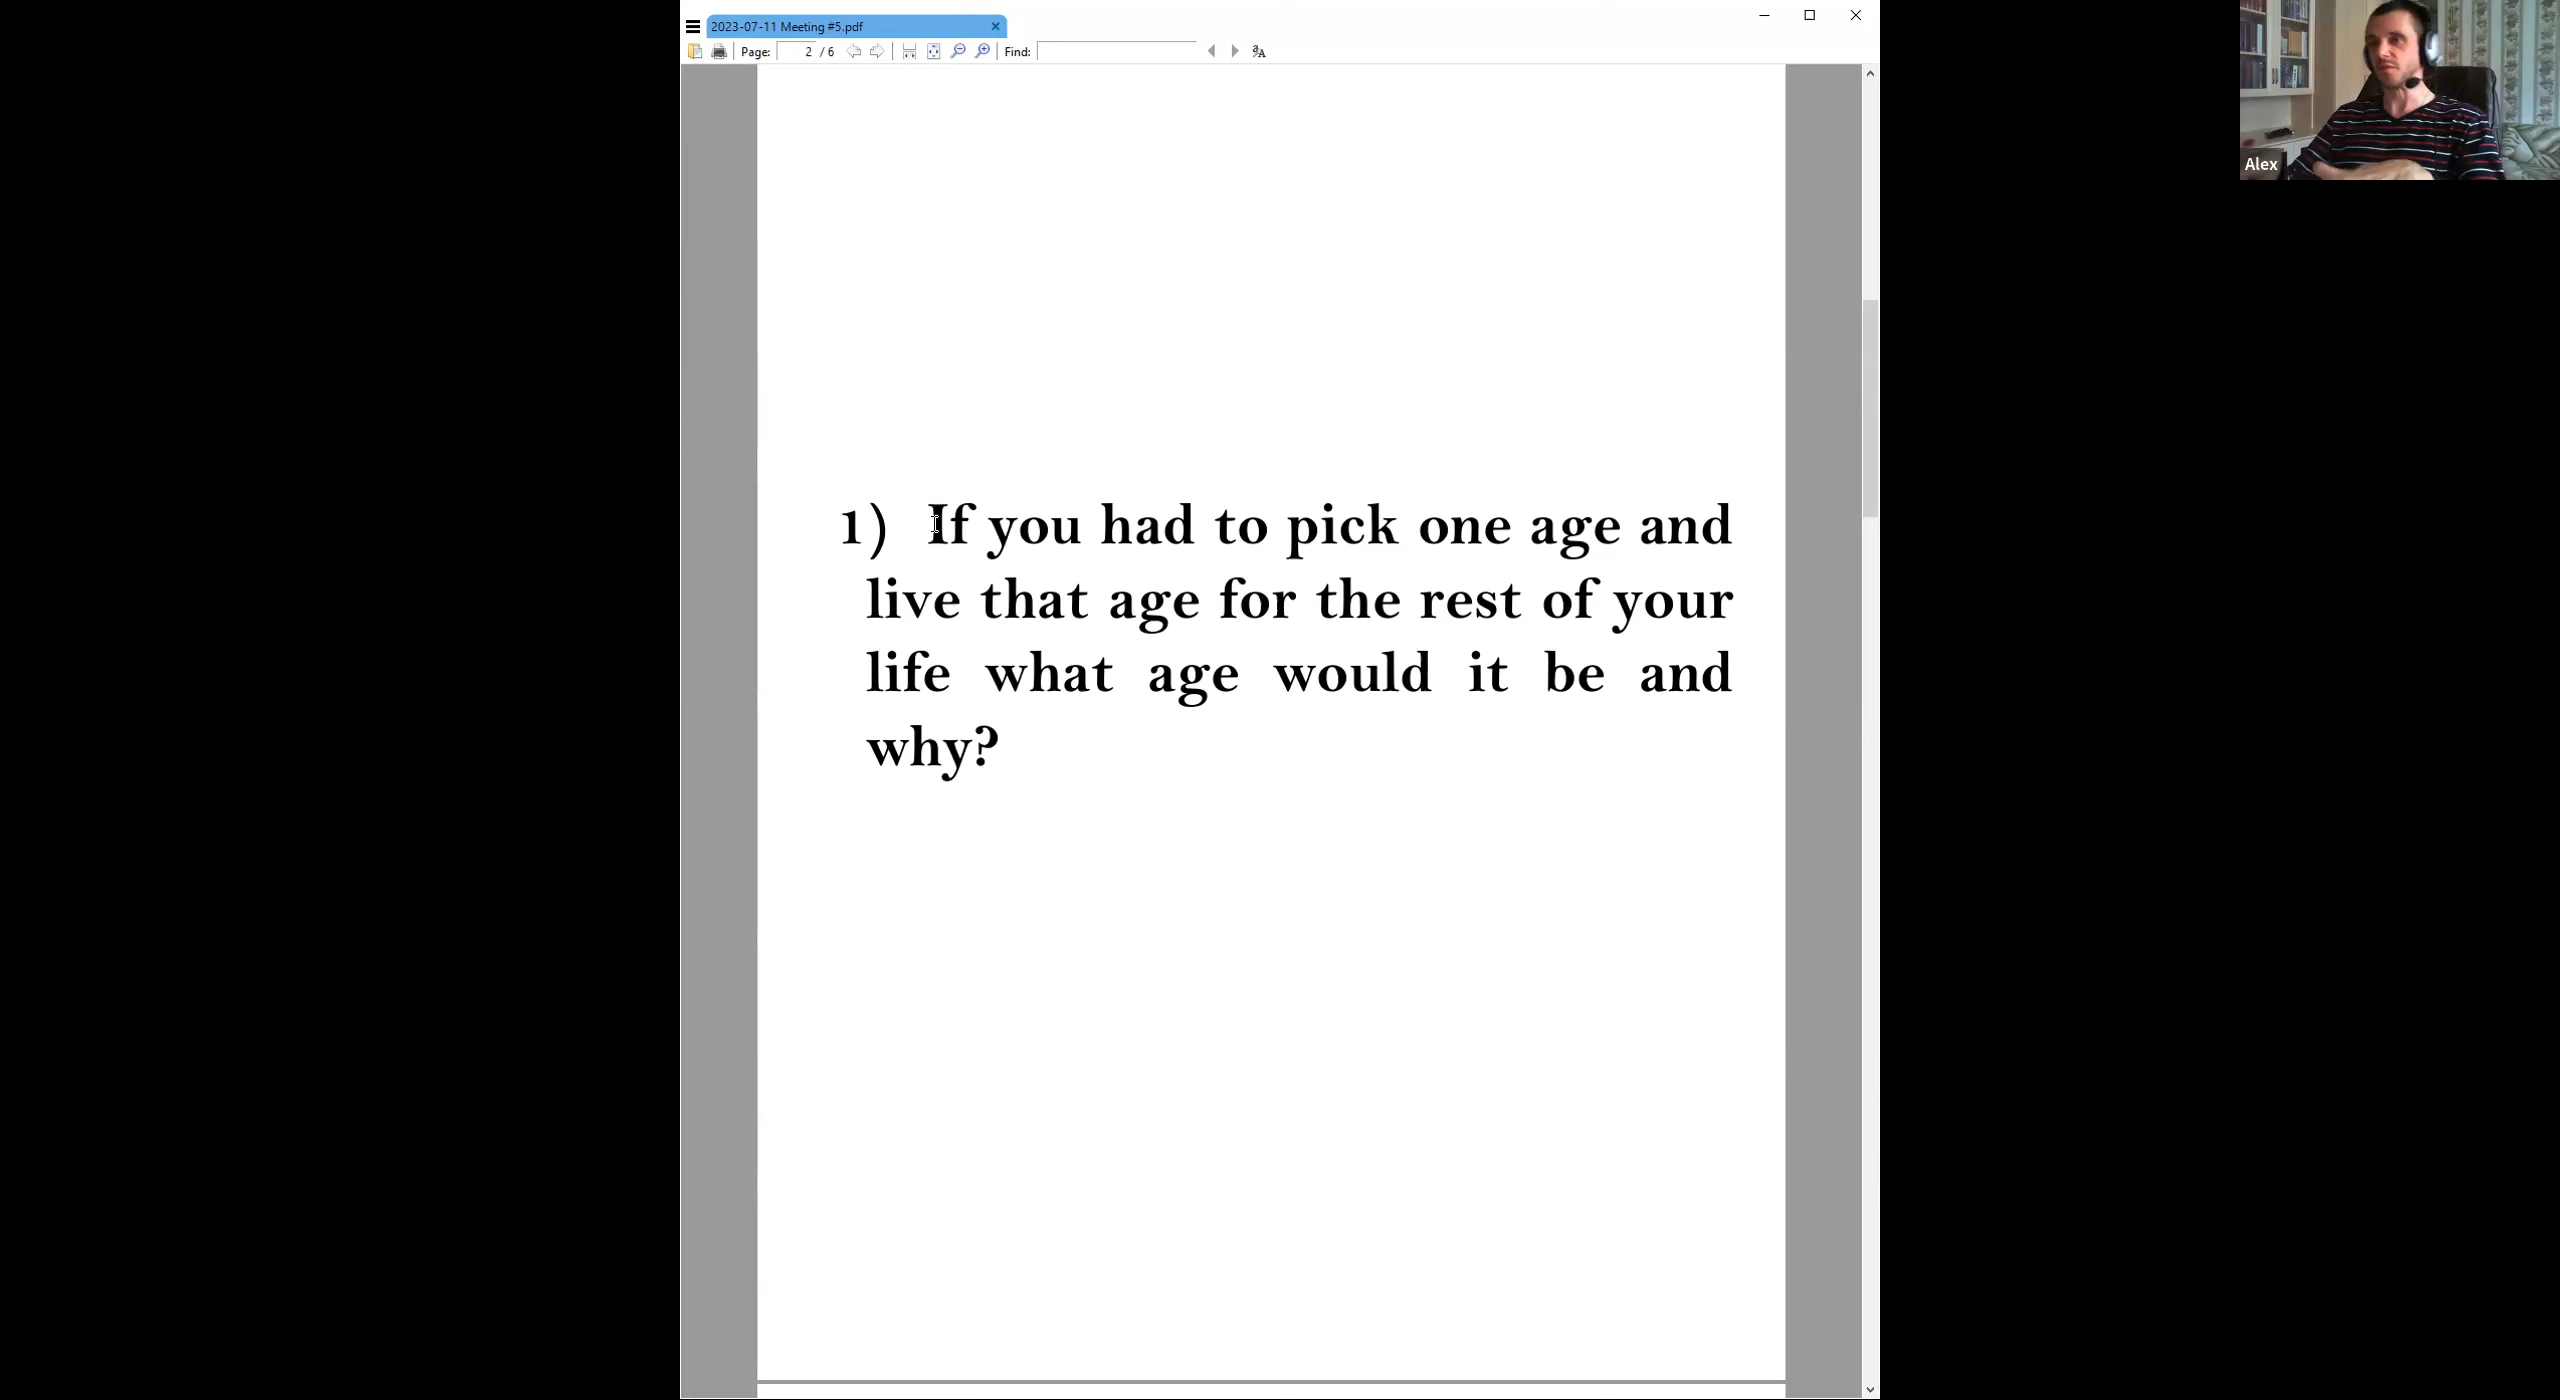 2023-07-11 Meeting #5.pdf
Page: 2 / 6 Find:
Alex
1) If you had to pick one age and
live that age for the rest of your
life what age would it be and
why?